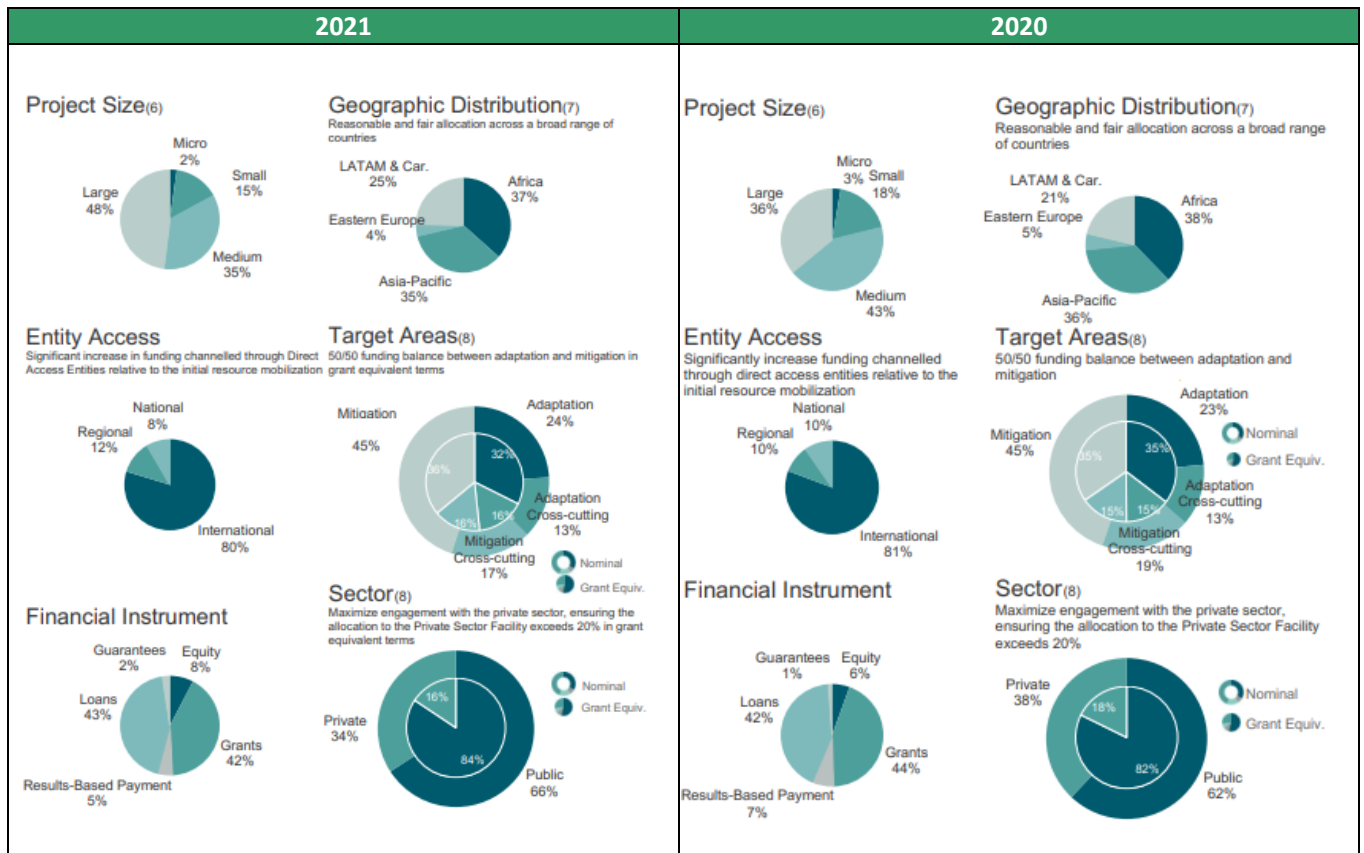 2021
Project Size(6)
Micro
2%
Small
15%
Large
48%
Medium
35%
Geographic Distribution(7)
Reasonable and fair allocation across a broad range of
countries
LATAM & Car.
25%
Africa
37%
Eastern Europe
4%
Asia-Pacific
35%
Entity Access
Significant increase in funding channelled through Direct
Access Entities relative to the initial resource mobilization
National
8%
Regional
12%
International
80%
Target Areas(8)
50/50 funding balance between adaptation and mitigation in
grant equivalent terms
Mitigation
45%
Adaptation
24%
32%
36%
16%
16%
Adaptation
Cross-cutting
13%
Mitigation
Cross-cutting
17%
Nominal
Grant Equiv.
Financial Instrument
Guarantees
2%
Equity
8%
Loans
43%
Grants
42%
Results-Based Payment
5%
Sector(8)
Maximize engagement with the private sector, ensuring the
allocation to the Private Sector Facility exceeds 20% in grant
equivalent terms
16%
Private
34%
84%
Public
66%
Nominal
Grant Equiv.
2020
Project Size(6)
Micro
3%
Small
18%
Large
36%
Medium
43%
Geographic Distribution(7)
Reasonable and fair allocation across a broad range
of countries
LATAM & Car.
21%
Africa
38%
Eastern Europe
5%
Asia-Pacific
36%
Entity Access
Significantly increase funding channelled
through direct access entities relative to the
initial resource mobilization
National
10%
Regional
10%
International
81%
Target Areas(8)
50/50 funding balance between adaptation and
mitigation
Adaptation
23%
Mitigation
45%
35%
35%
15%
15%
Adaptation
Cross-cutting
13%
Mitigation
Cross-cutting
19%
Nominal
Grant Equiv.
Financial Instrument
Guarantees
1%
Equity
6%
Loans
42%
Grants
44%
Results-Based Payment
7%
Sector(8)
Maximize engagement with the private sector,
ensuring the allocation to the Private Sector Facility
exceeds 20%
Private
38%
18%
82%
Public
62%
Nominal
Grant Equiv.